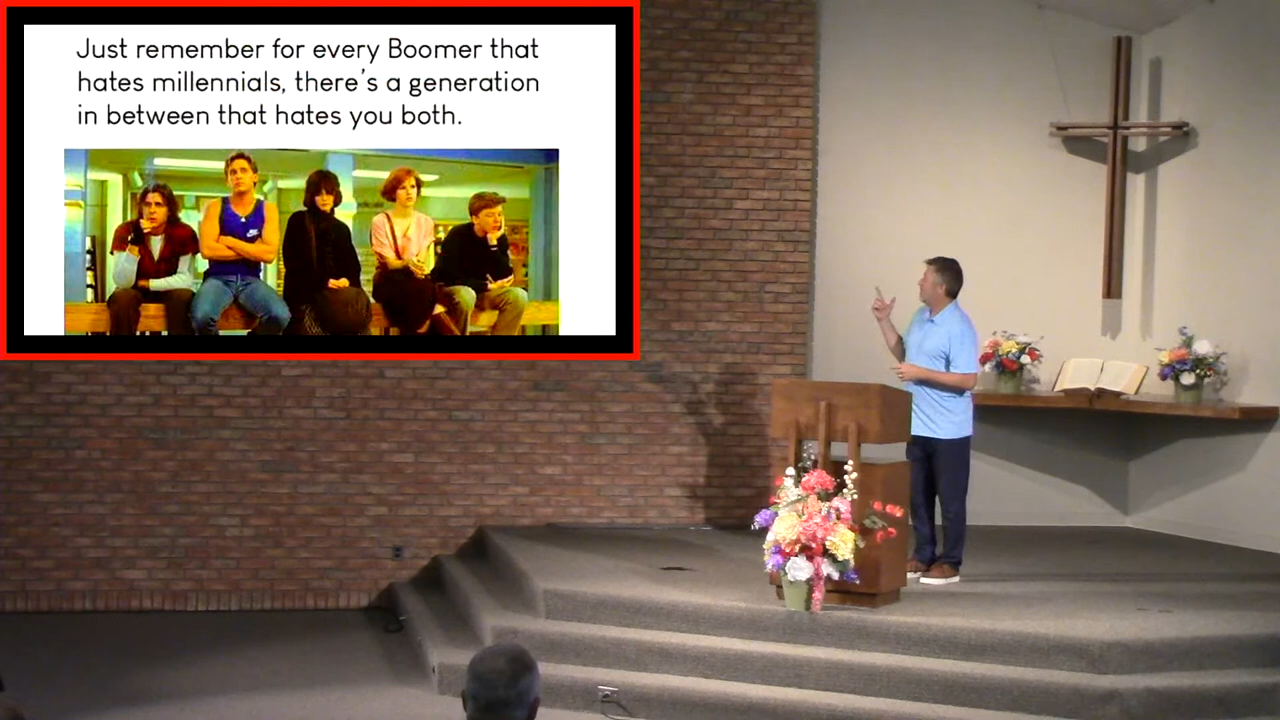 Just remember for every Boomer that
hates millennials, there's a generation
in between that hates you both.